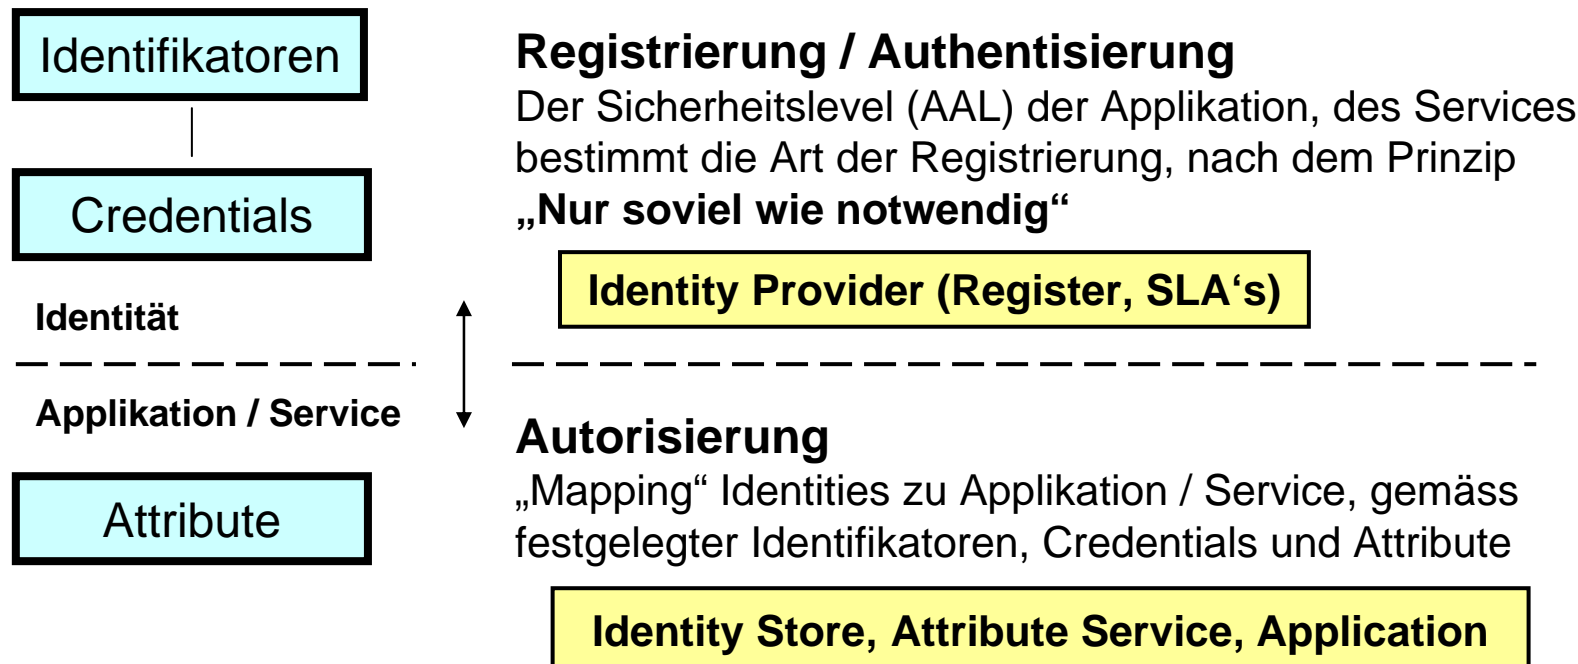 Identifikatoren
Credentials
Identität
Applikation / Service
Attribute
Registrierung / Authentisierung
Der Sicherheitslevel (AAL) der Applikation, des Services
bestimmt die Art der Registrierung, nach dem Prinzip
„Nur soviel wie notwendig“
Identity Provider (Register, SLA‘s)
Autorisierung
„Mapping“ Identities zu Applikation / Service, gemäss
festgelegter Identifikatoren, Credentials und Attribute
Identity Store, Attribute Service, Application